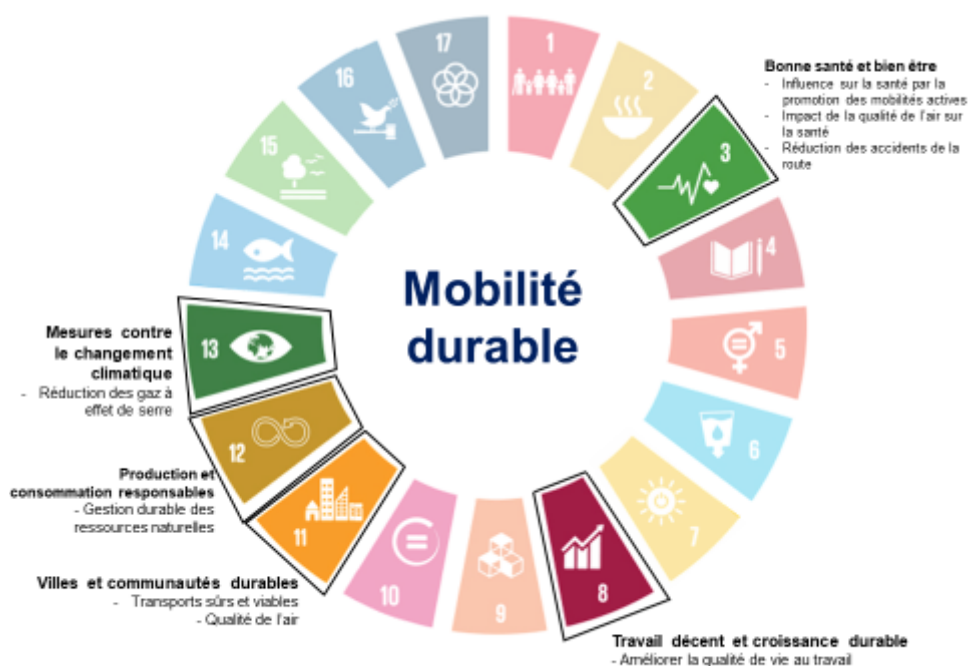 Mobilité
durable
1
2
3
4
5
6
7
8
9
10
11
12
13
14
15
16
17
Bonne santé et bien être
- Influence sur la santé par la
promotion des mobilités actives
- Impact de la qualité de l'air sur
la santé
- Réduction des accidents de la
route
Travail décent et croissance durable
- Améliorer la qualité de vie au travail
Villes et communautés durables
- Transports sûrs et viables
- Qualité de l'air
Production et
consommation responsables
- Gestion durable des
ressources naturelles
Mesures contre
le changement
climatique
- Réduction des gaz à
effet de serre